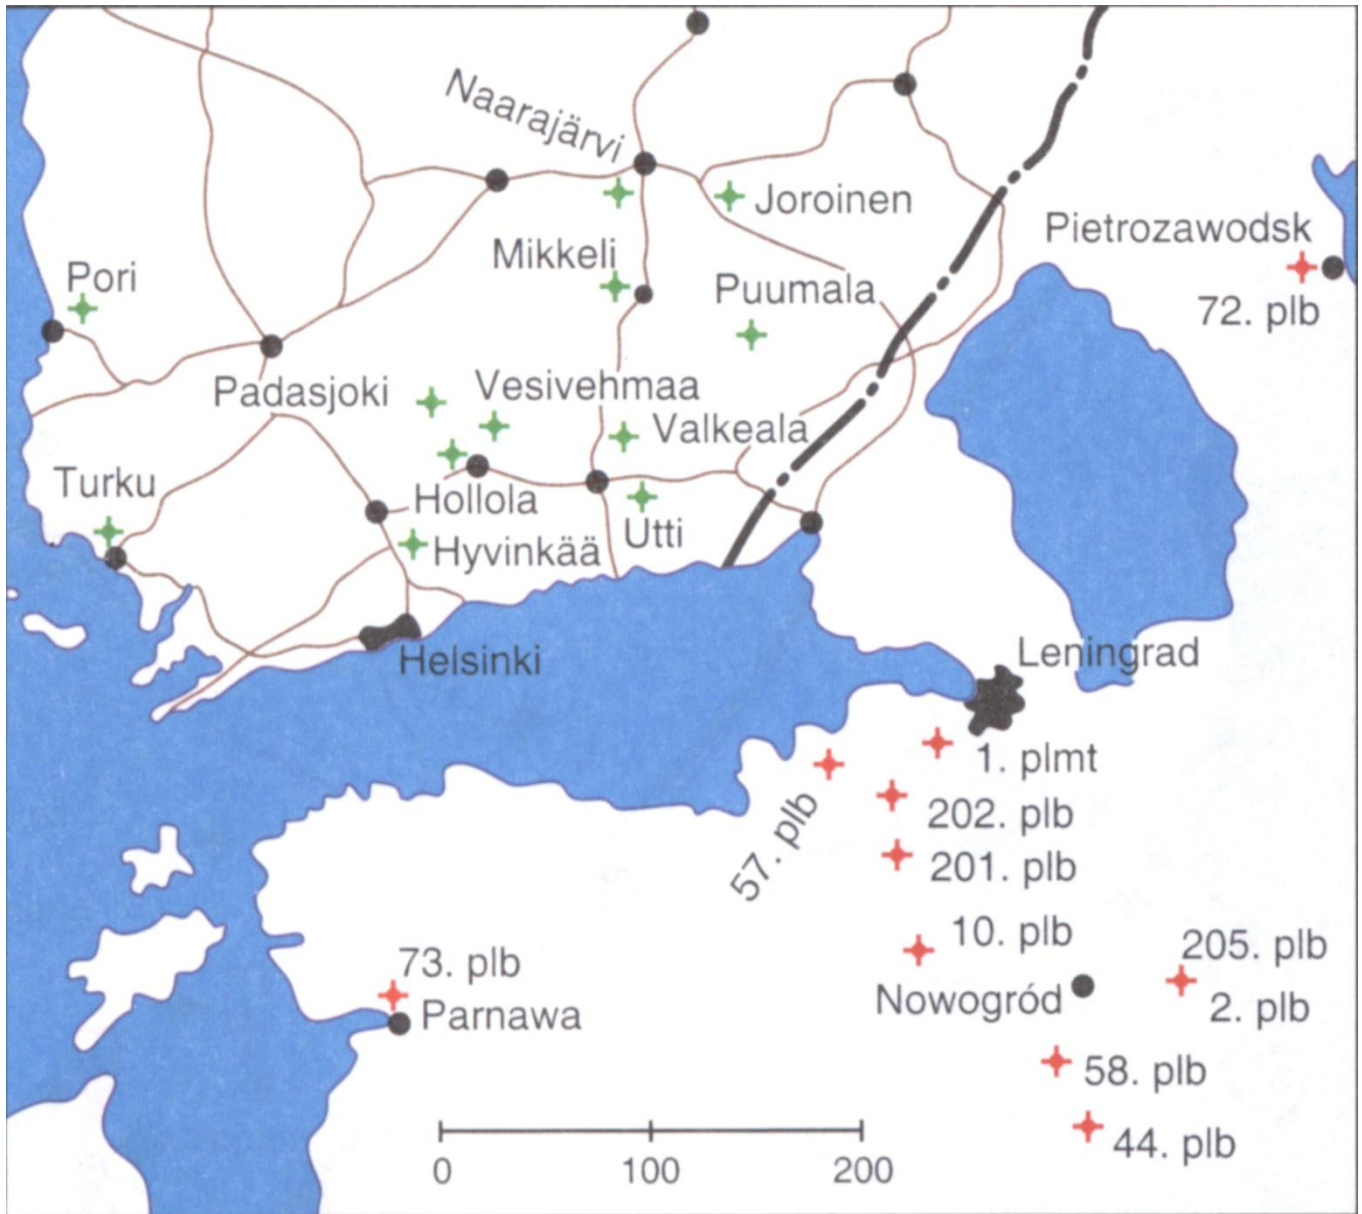 Naarajärvi
Joroinen
Pietrozawodsk
Mikkeli
Pori
Puumala
72. plb
Padasjoki
Vesivehmaa
Valkeala
Turku
Hollola
Utti
Hyvinkää
Helsinki
Leningrad
1. plmt
57. plb
202. plb
201. plb
10. plb
205. plb
73. plb
Nowogród
2. plb
Parnawa
58. plb
44. plb
0 100 200